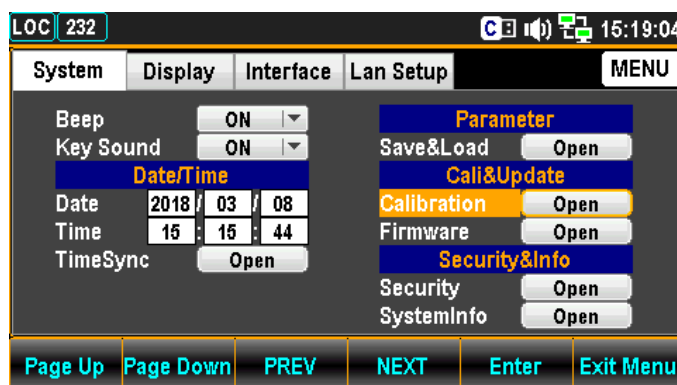 LOC 232 C 15:19:04
System Display Interface Lan Setup MENU
Beep ON
Key Sound ON
Date/Time
Date 2018 / 03 / 08
Time 15 : 15 : 44
TimeSync Open
Parameter
Save&Load Open
Cali&Update
Calibration Open
Firmware Open
Security&Info
Security Open
SystemInfo Open
Page Up Page Down PREV NEXT Enter Exit Menu